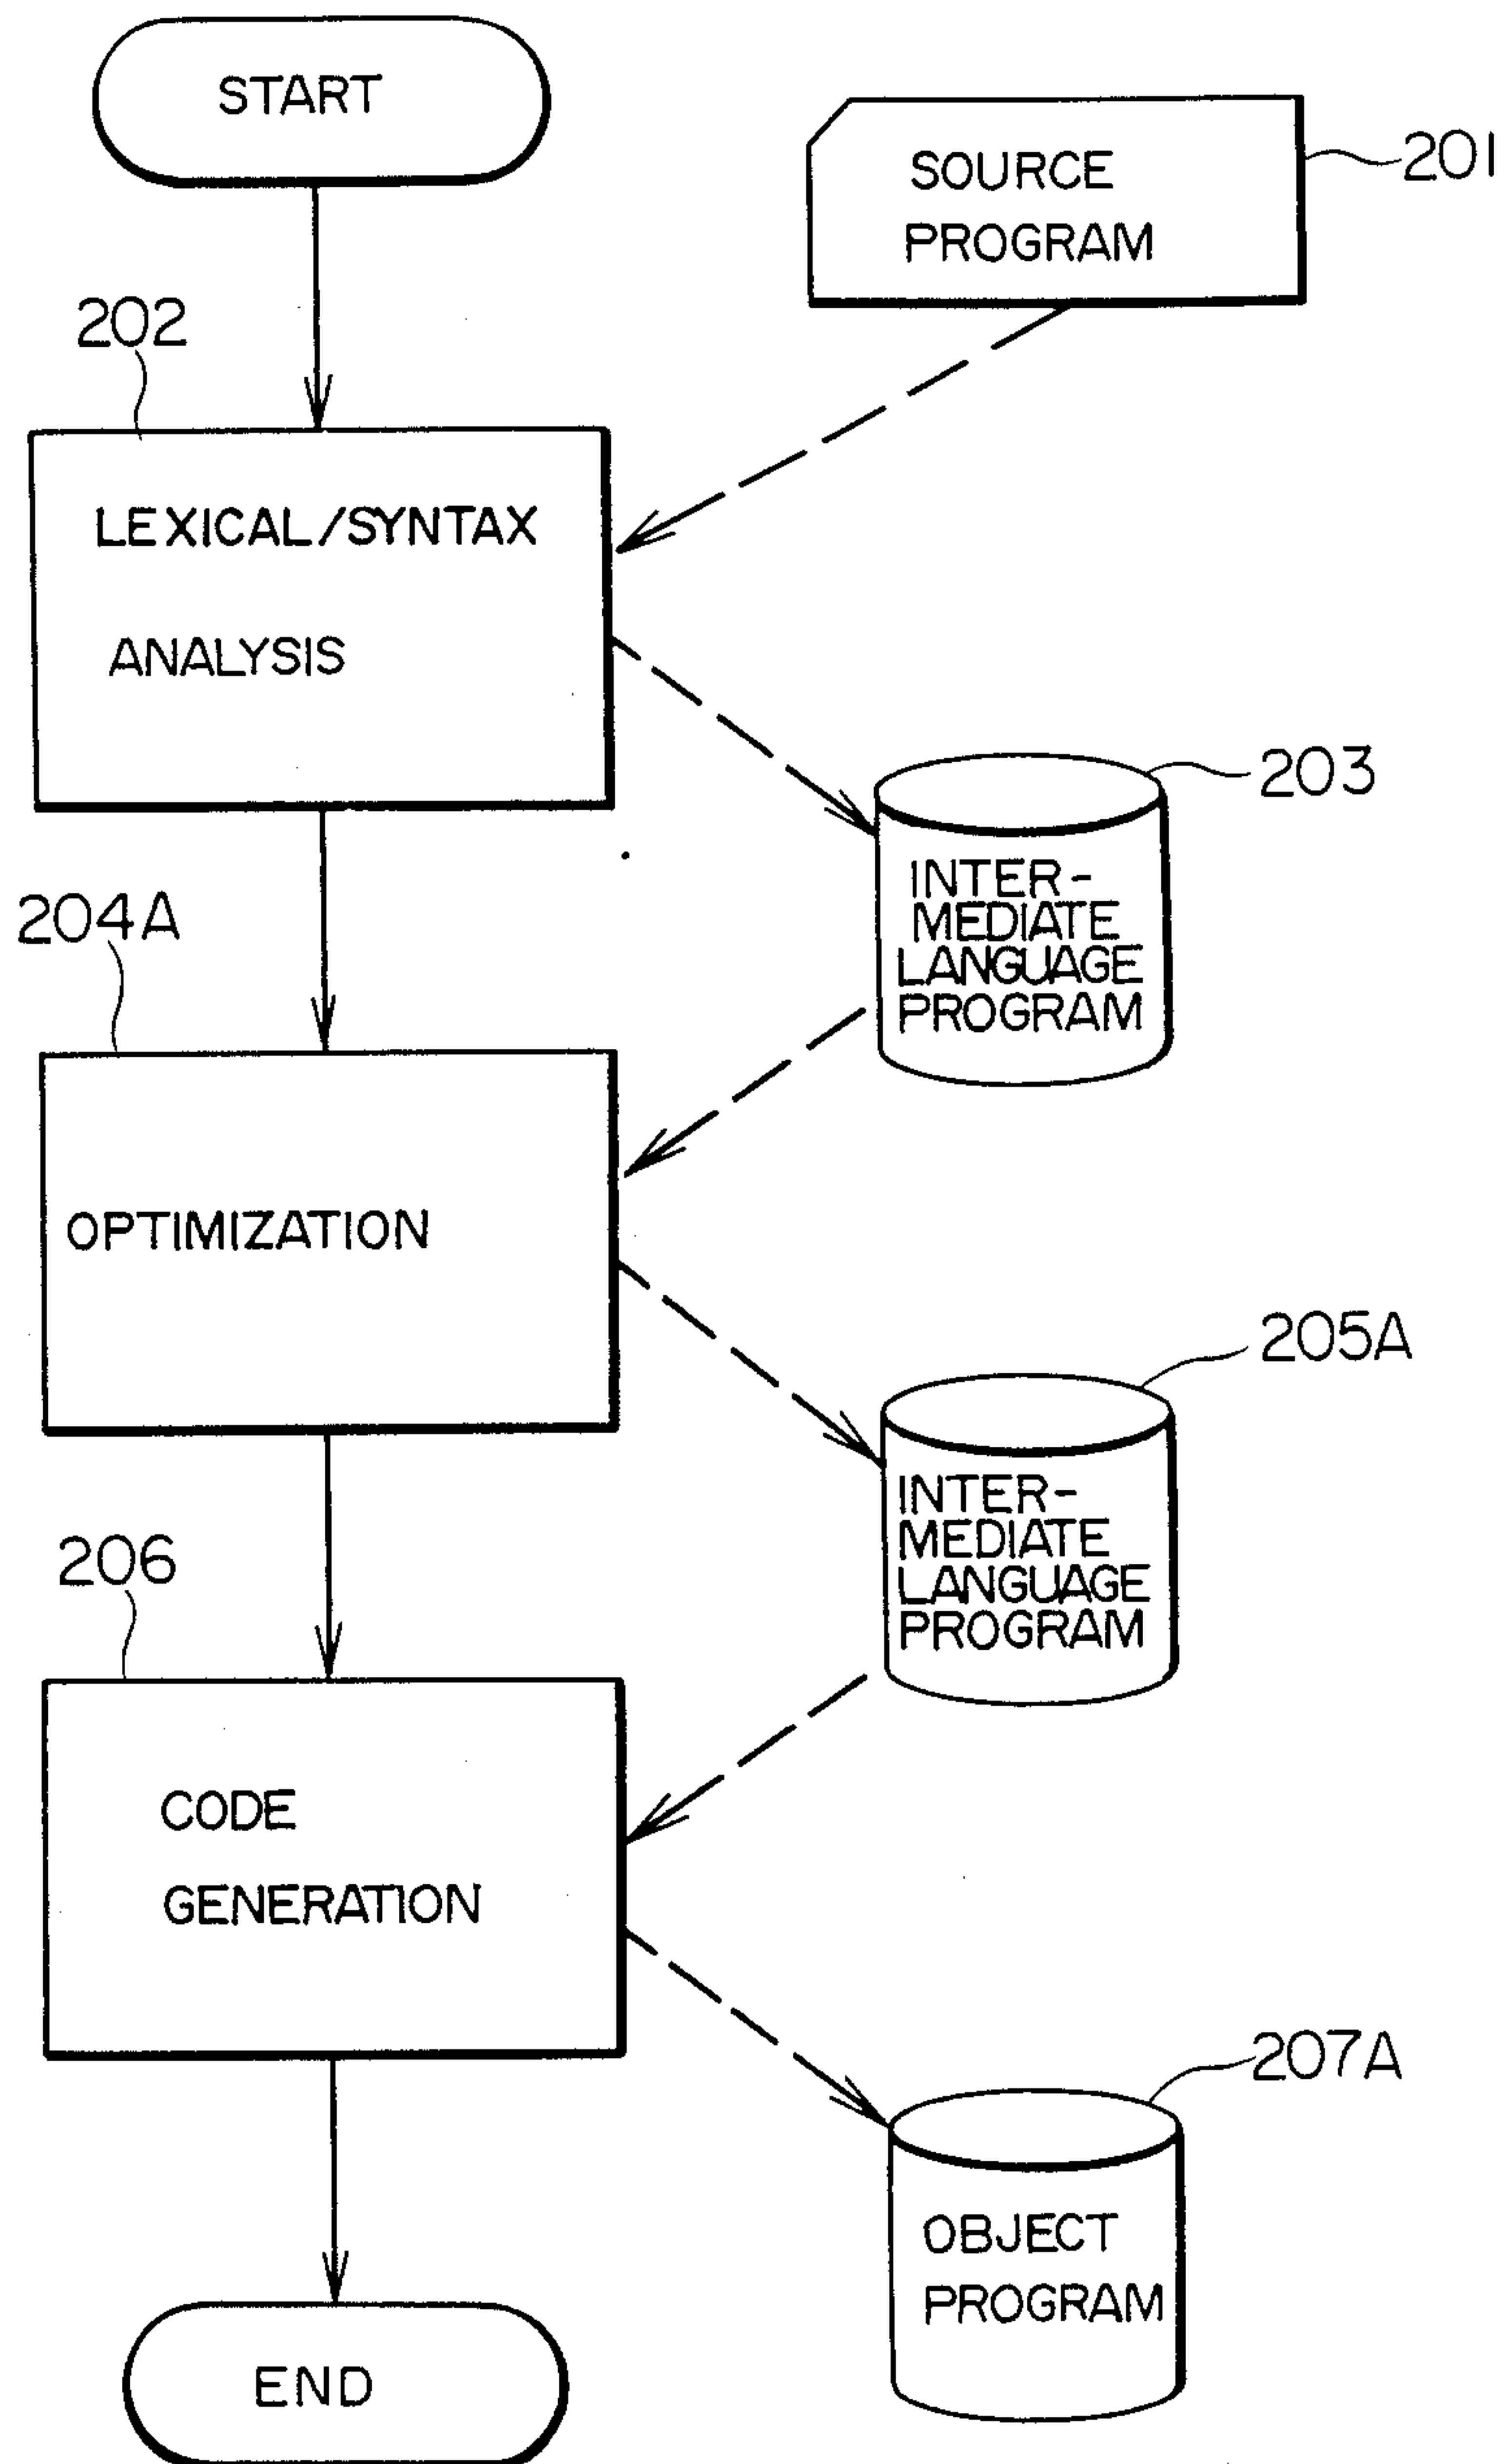 START
SOURCE
PROGRAM
201
202
LEXICAL/SYNTAX
ANALYSIS
203
INTER-
MEDIATE
LANGUAGE
PROGRAM
204A
OPTIMIZATION
205A
INTER-
MEDIATE
LANGUAGE
PROGRAM
206
CODE
GENERATION
207A
OBJECT
PROGRAM
END